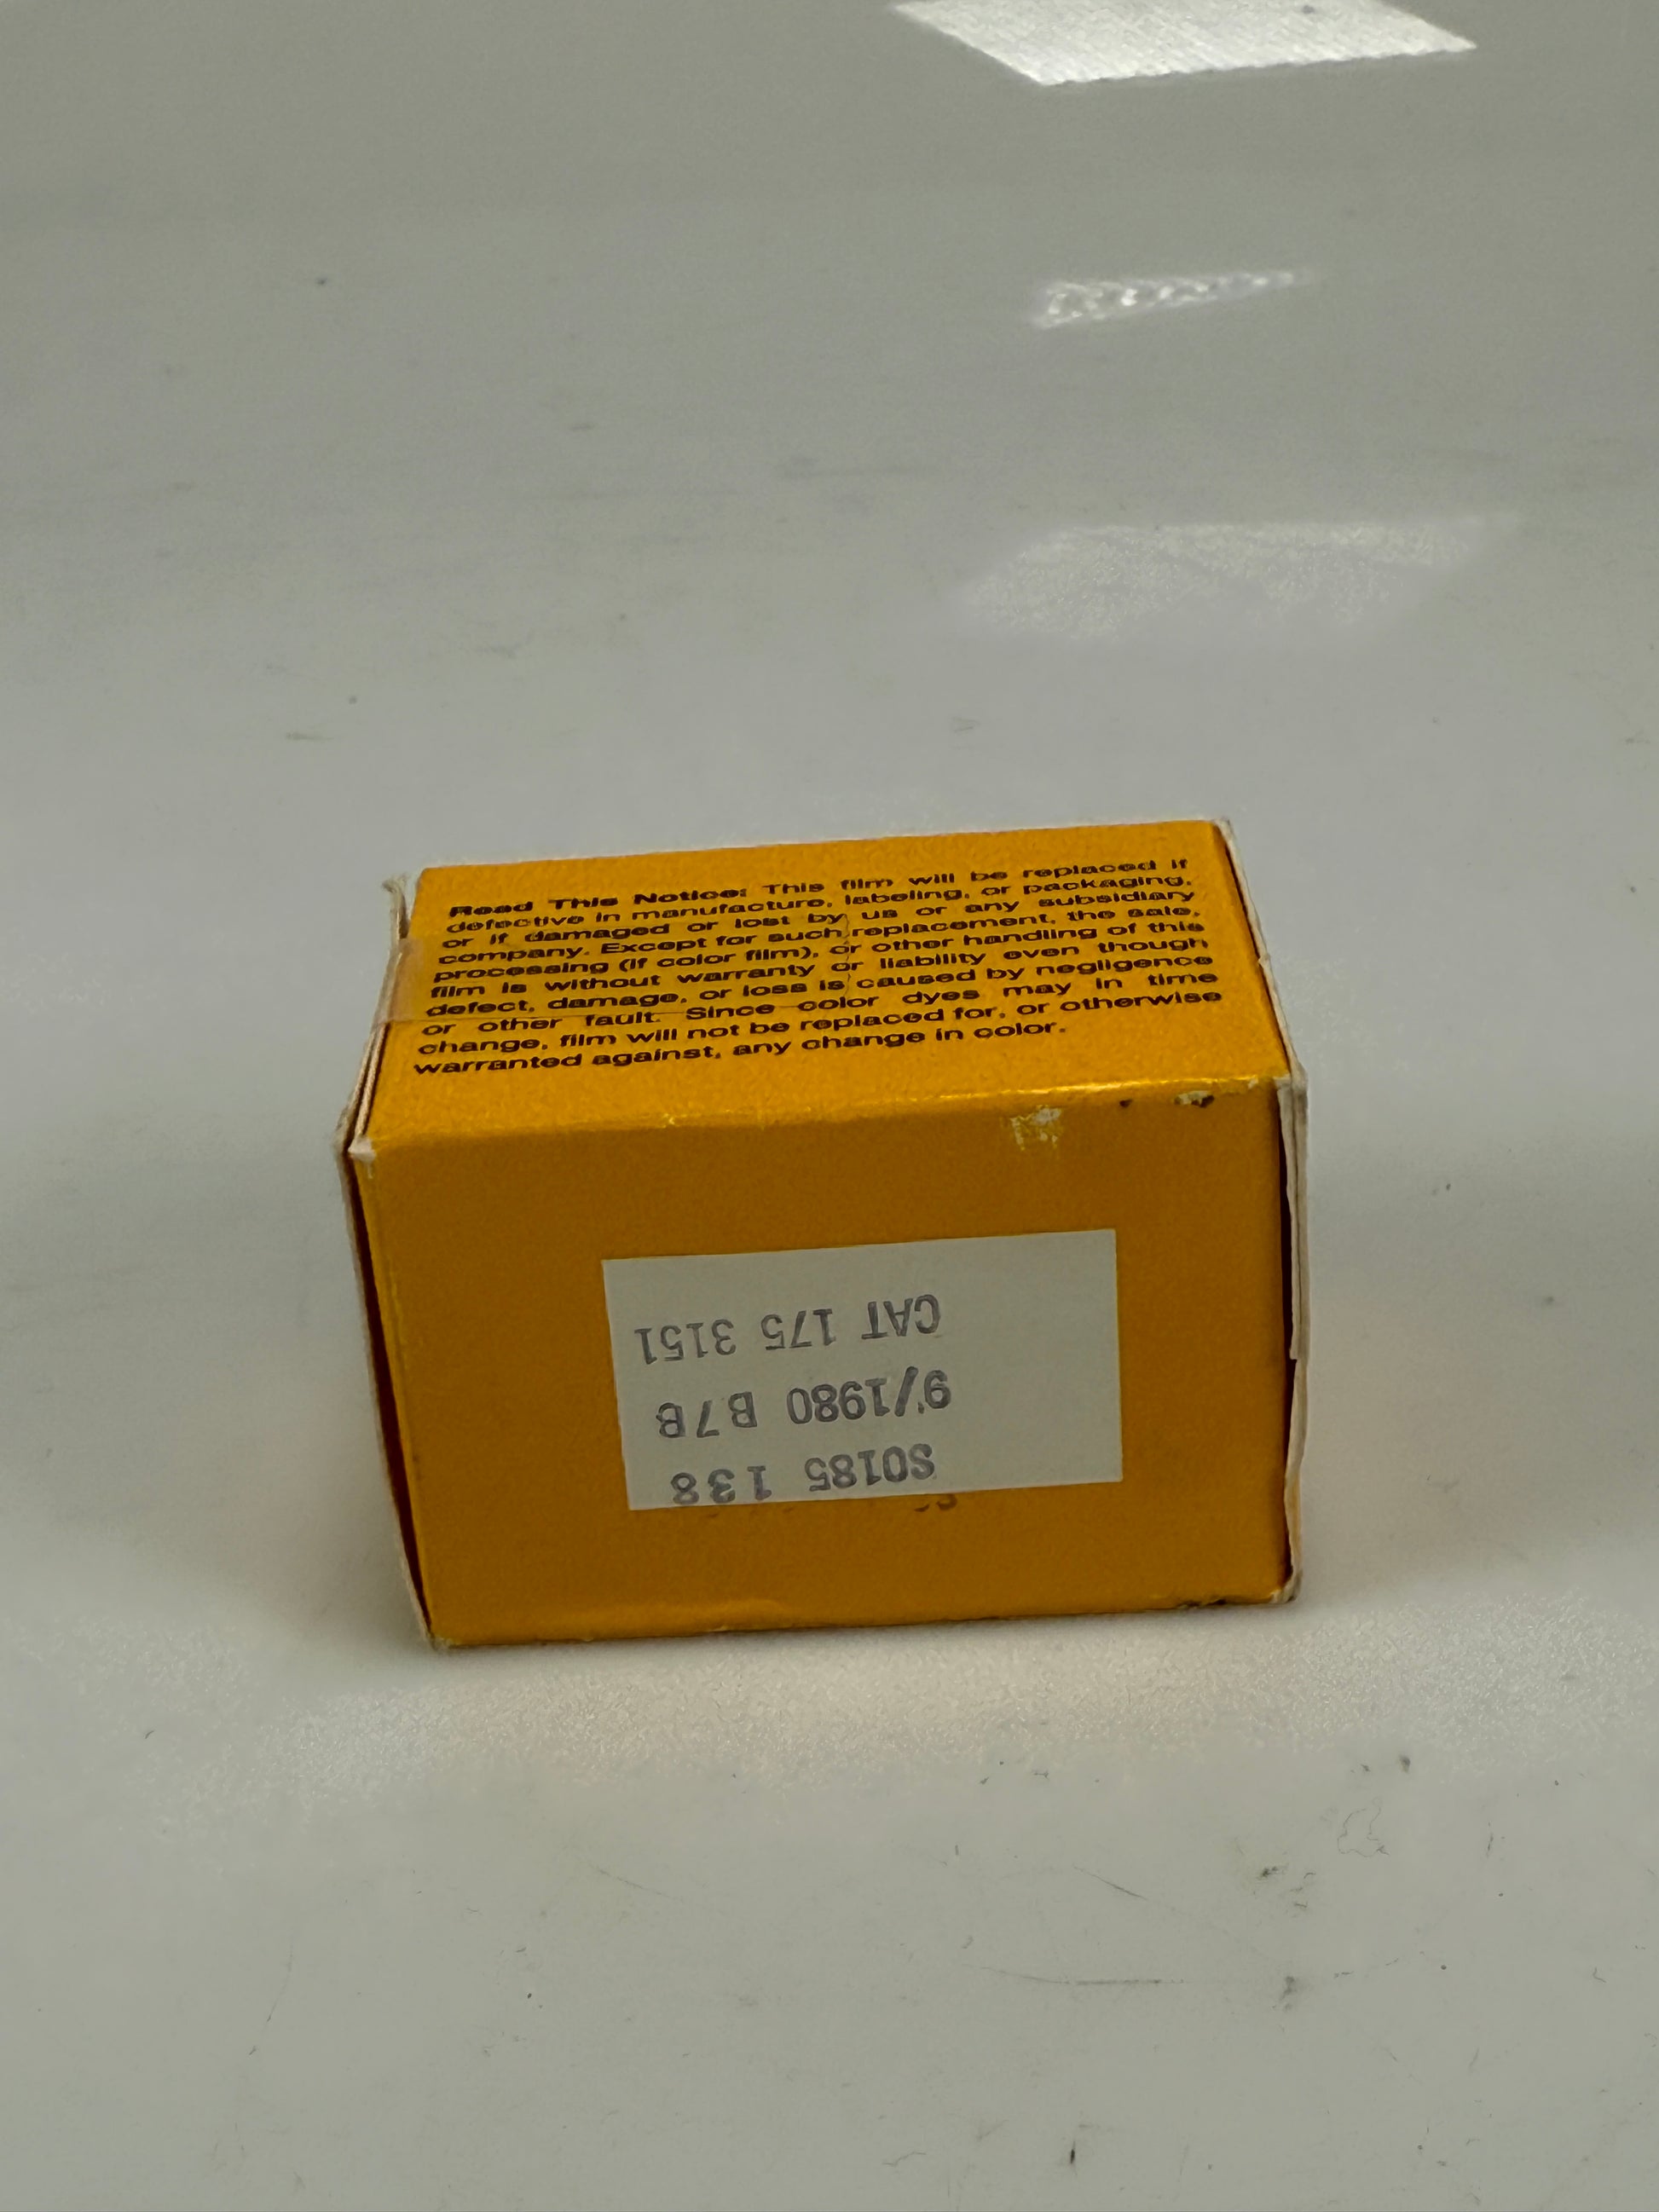 Read This Notice: This film will be replaced if
defective in manufacture, labeling, or packaging,
or if damaged or lost by us or any subsidiary
company. Except for such replacement, the sale,
processing (if color film), or other handling of this
film is without warranty or liability even though
defect, damage, or loss is caused by negligence
or other fault. Since color dyes may in time
change, film will not be replaced for, or otherwise
warranted against, any change in color.
SO185 138
9/1980 B7B
CAT 175 3151